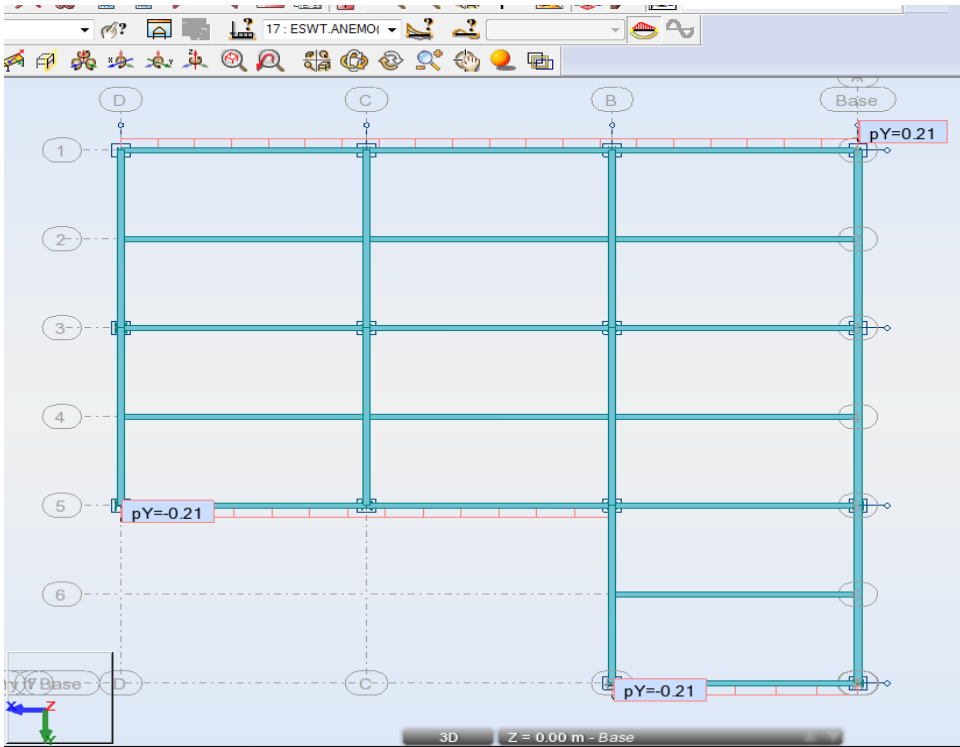 17 : ESWT.ANEMO(
D
C
B
Base
pY=0.21
1
2
3
4
5
pY=-0.21
6
Base
D
C
pY=-0.21
X
Z
Y
3D
Z = 0.00 m - Base